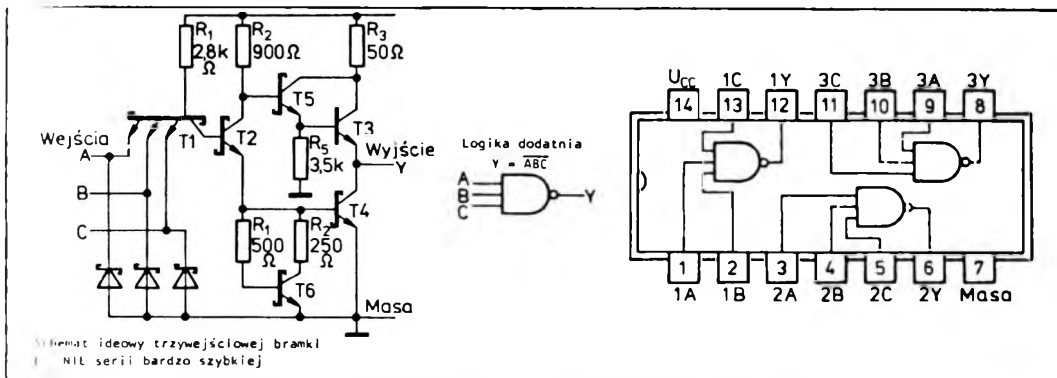 R1
2,8k
Ω
R2
900Ω
R3
50Ω
T5
T1
T2
T3
R5
3,5k
Wejścia
A
B
C
Wyjście
Y
T4
R1
500
Ω
R2
250
Ω
T6
Masa
Schemat ideowy trzywejściowej bramki
NIE serii bardzo szybkiej
Logika dodatnia
Y = ABC
A
B
C
Y
UCC 1C 1Y 3C 3B 3A 3Y
14 13 12 11 10 9 8
1 2 3 4 5 6 7
1A 1B 2A 2B 2C 2Y Masa